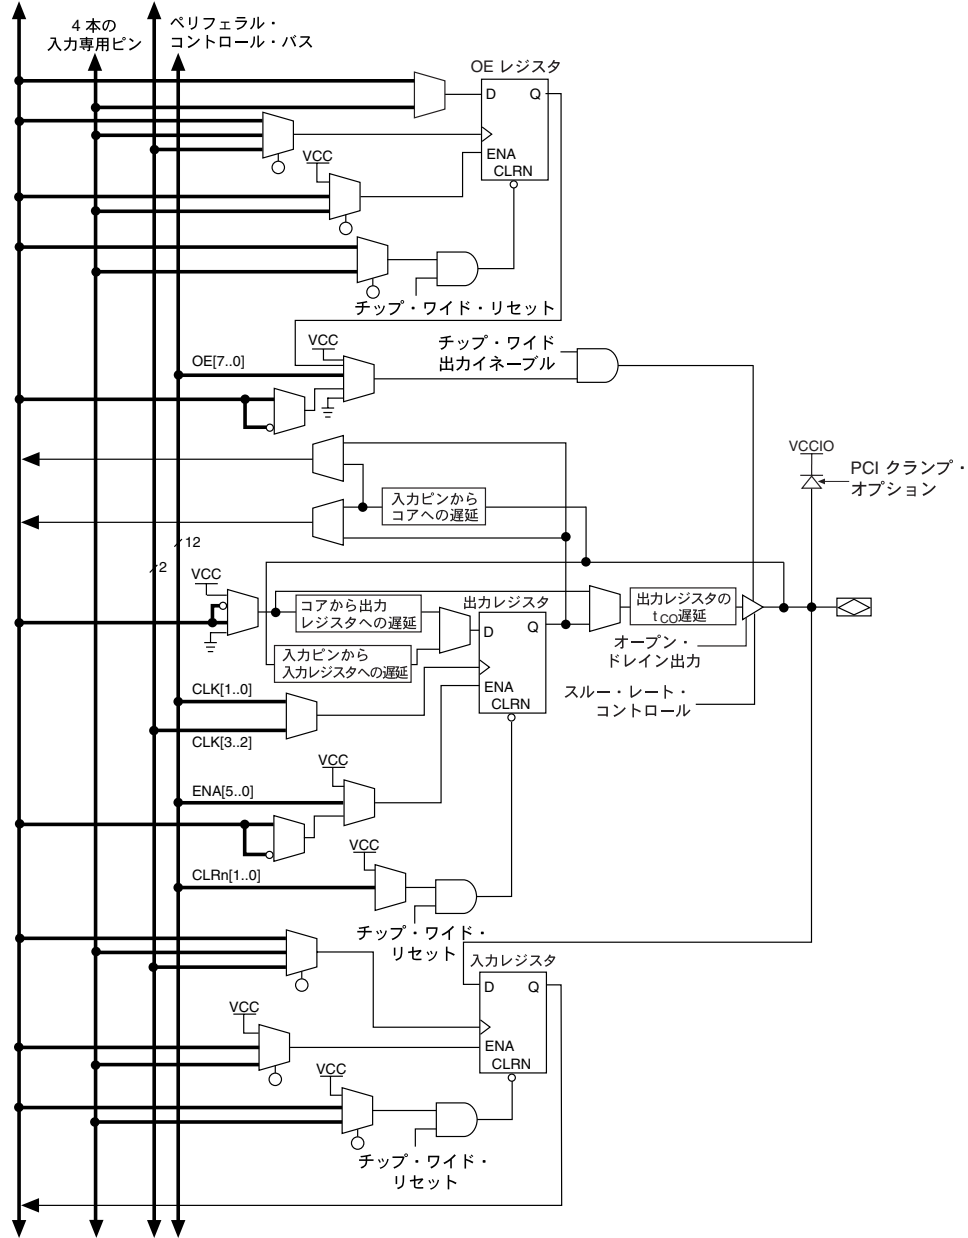 4 本の
入力専用ピン
ペリフェラル・
コントロール・バス
OE レジスタ
D Q
ENA
CLRN
VCC
チップ・ワイド・リセット
VCC
チップ・ワイド
出力イネーブル
OE[7..0]
VCCIO
PCI クランプ・
オプション
入力ピンから
コアへの遅延
12
2
VCC
コアから出力
レジスタへの遅延
出力レジスタ
D Q
ENA
CLRN
出力レジスタの
tCO遅延
入力ピンから
入力レジスタへの遅延
オープン・
ドレイン出力
スルー・レート・
コントロール
CLK[1..0]
CLK[3..2]
VCC
ENA[5..0]
VCC
CLRn[1..0]
チップ・ワイド・
リセット
入力レジスタ
D Q
ENA
CLRN
VCC
VCC
チップ・ワイド・
リセット